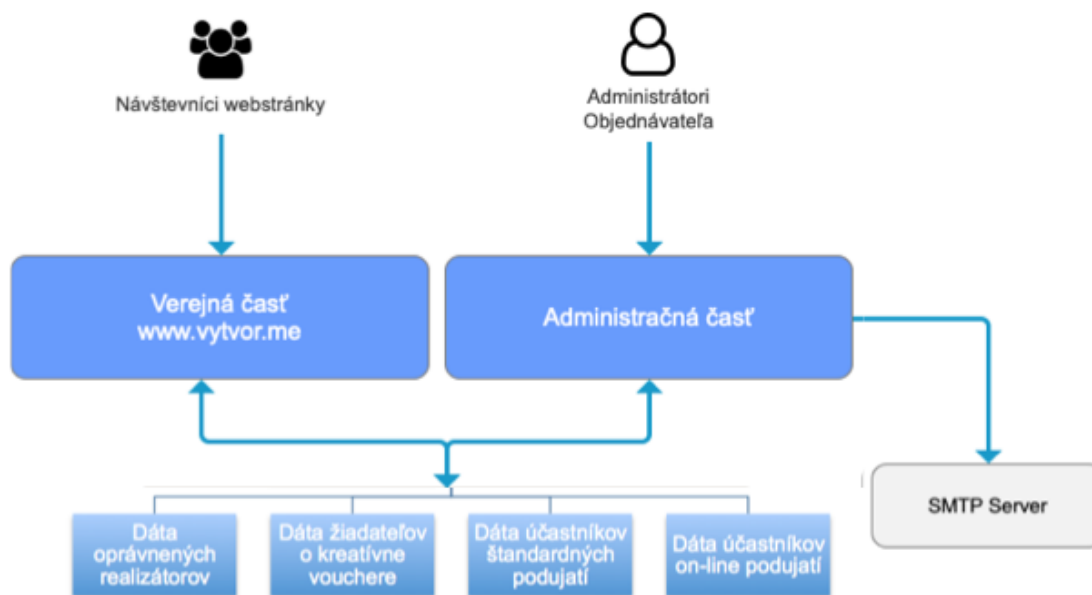 Návštevníci webstránky
Administrátori
Objednávateľa
Verejná časť
www.vytvor.me
Administračná časť
SMTP Server
Dáta
oprávnených
realizátorov
Dáta žiadateľov
o kreatívne
vouchere
Dáta účastníkov
štandardných
podujatí
Dáta účastníkov
on-line podujatí